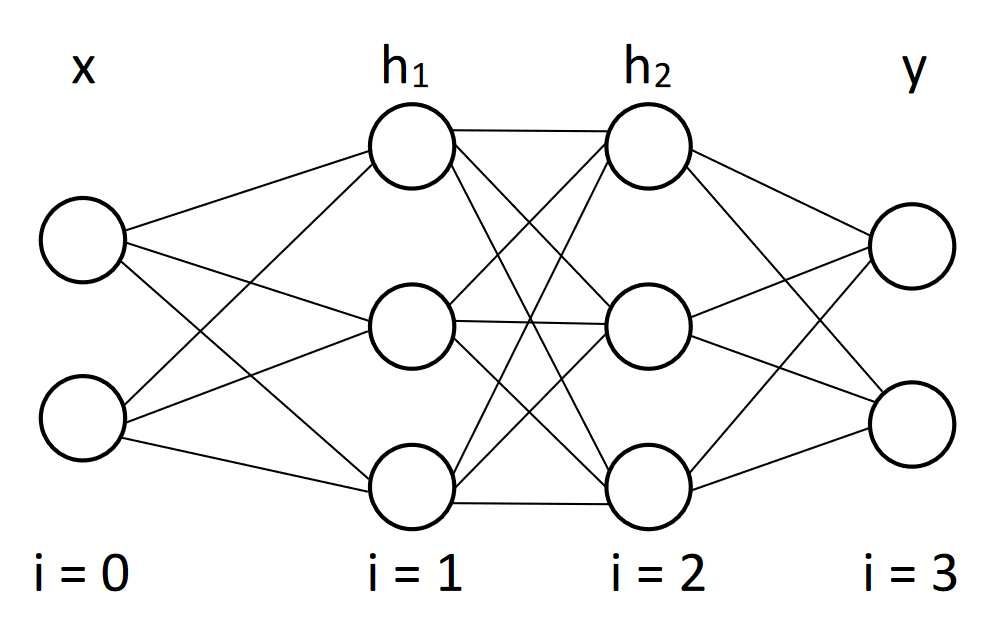 x h₁ h₂ y
i = 0 i = 1 i = 2 i = 3